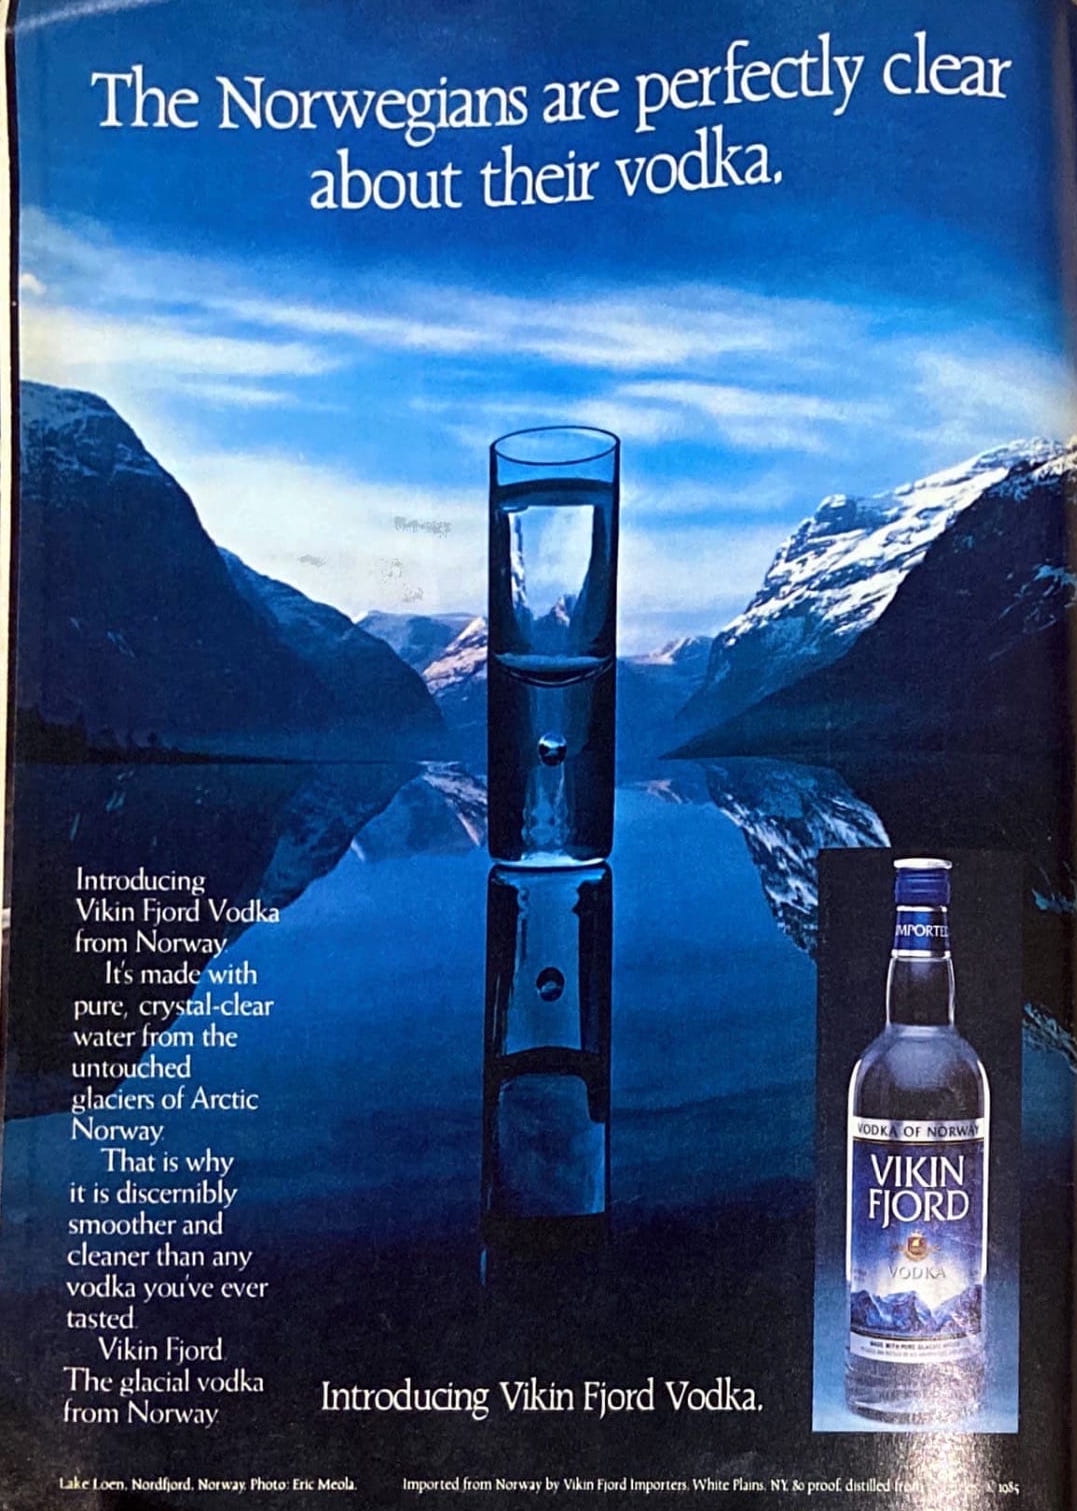 The Norwegians are perfectly clear
about their vodka.
Introducing
Vikin Fjord Vodka
from Norway.
It's made with
pure, crystal-clear
water from the
untouched
glaciers of Arctic
Norway.
That is why
it is discernibly
smoother and
cleaner than any
vodka you've ever
tasted.
Vikin Fjord.
The glacial vodka
from Norway.
Introducing Vikin Fjord Vodka.
IMPORTED
VODKA OF NORWAY
VIKIN
FJORD
VODKA
Lake Loen, Nordfjord, Norway. Photo: Eric Meola.
Imported from Norway by Vikin Fjord Importers, White Plains, NY. 80 proof, distilled from © 1985